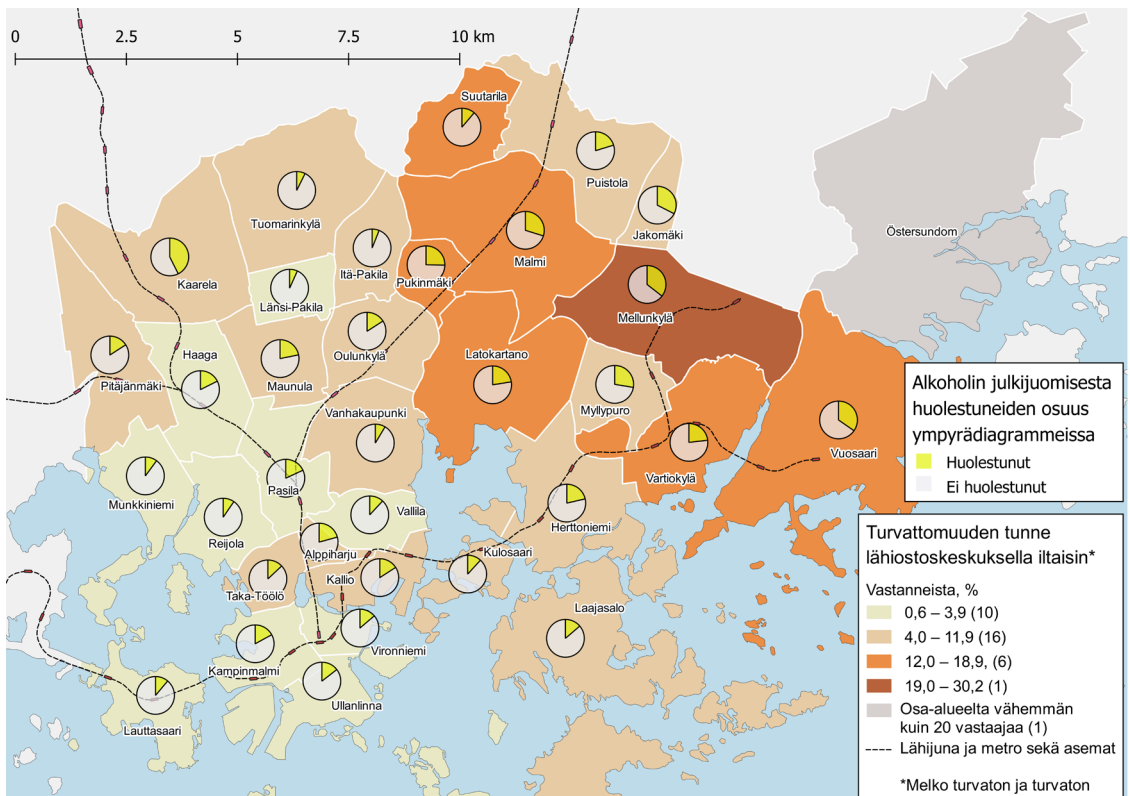 0 2.5 5 7.5 10 km
Suutarila
Puistola
Tuomarinkylä
Jakomäki
Östersundom
Itä-Pakila
Malmi
Kaarela
Pukinmäki
Länsi-Pakila
Mellunkylä
Haaga
Oulunkylä
Latokartano
Pitäjänmäki
Maunula
Myllypuro
Vanhakaupunki
Vuosaari
Vartiokylä
Pasila
Munkkiniemi
Vallila
Herttoniemi
Reijola
Alppiharju
Kulosaari
Kallio
Taka-Töölö
Laajasalo
Vironniemi
Kampinmalmi
Ullanlinna
Lauttasaari
Alkoholin julkijuomisesta
huolestuneiden osuus
ympyrädiagrammeissa
Huolestunut
Ei huolestunut
Turvattomuuden tunne
lähiostoskeskuksella iltaisin*
Vastanneista, %
0,6 – 3,9 (10)
4,0 – 11,9 (16)
12,0 – 18,9, (6)
19,0 – 30,2 (1)
Osa-alueelta vähemmän
kuin 20 vastaajaa (1)
Lähijuna ja metro sekä asemat
*Melko turvaton ja turvaton